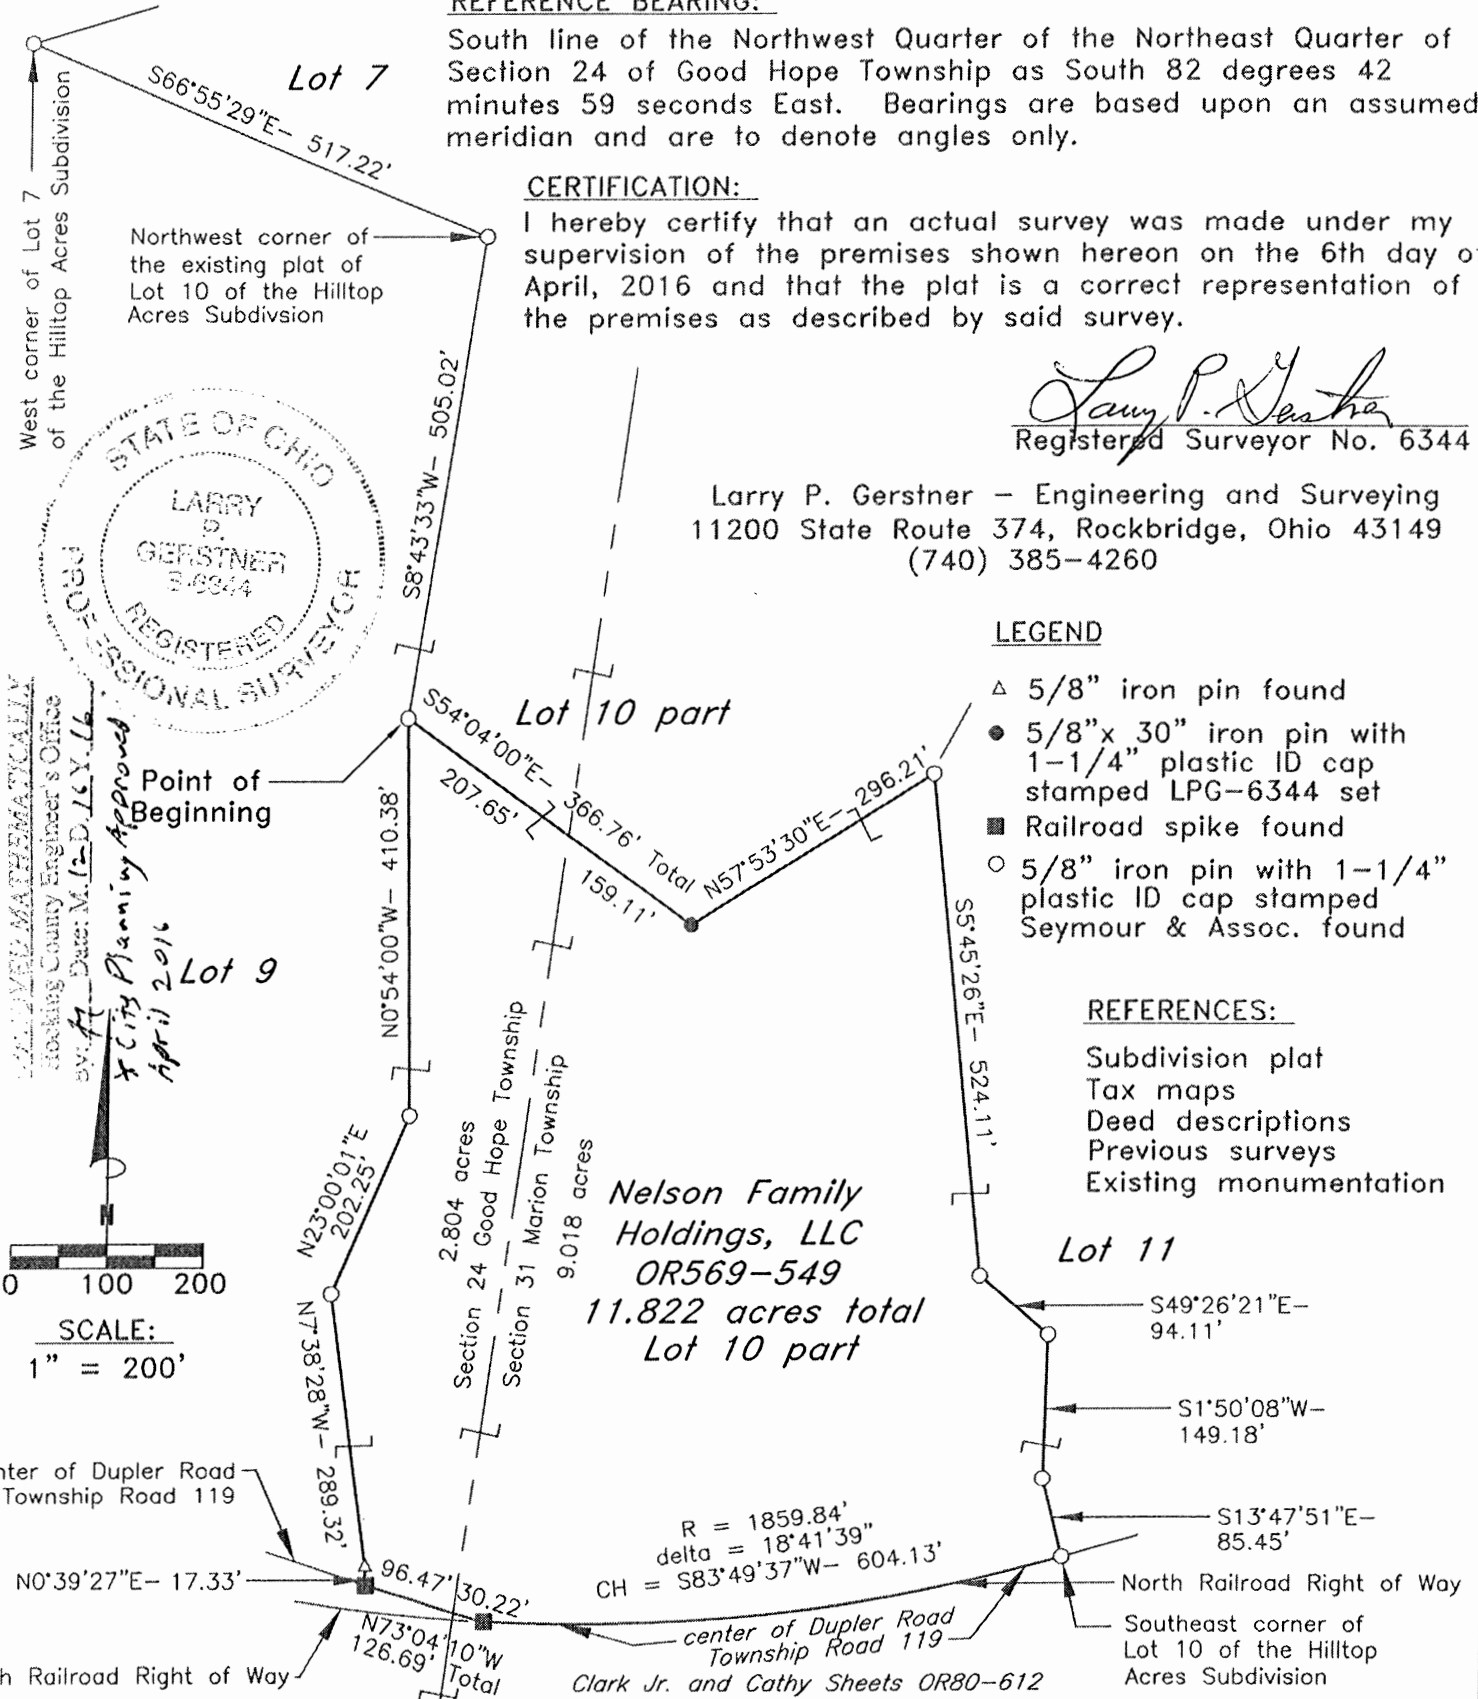 REFERENCE BEARING:
South line of the Northwest Quarter of the Northeast Quarter of
Section 24 of Good Hope Township as South 82 degrees 42
minutes 59 seconds East. Bearings are based upon an assumed
meridian and are to denote angles only.
CERTIFICATION:
I hereby certify that an actual survey was made under my
supervision of the premises shown hereon on the 6th day o
April, 2016 and that the plat is a correct representation of
the premises as described by said survey.
Larry P. Gerstner
Registered Surveyor No. 6344
Larry P. Gerstner – Engineering and Surveying
11200 State Route 374, Rockbridge, Ohio 43149
(740) 385–4260
LEGEND
5/8" iron pin found
5/8"x 30" iron pin with
1–1/4" plastic ID cap
stamped LPG–6344 set
Railroad spike found
5/8" iron pin with 1–1/4"
plastic ID cap stamped
Seymour & Assoc. found
REFERENCES:
Subdivision plat
Tax maps
Deed descriptions
Previous surveys
Existing monumentation
West corner of Lot 7
of the Hilltop Acres Subdivision
S66°55'29"E– 517.22'
Lot 7
Northwest corner of
the existing plat of
Lot 10 of the Hilltop
Acres Subdivsion
S8°43'33"W– 505.02'
STATE OF OHIO
LARRY
P.
GERSTNER
S-6344
REGISTERED
PROFESSIONAL SURVEYOR
MATHEMATICALLY
Hocking County Engineer's Office
By: Date: M.12D.16Y.16
* City Planning Approved
April 2016
Point of
Beginning
Lot 10 part
S54°04'00"E– 366.76' Total
207.65'
159.11'
N57°53'30"E– 296.21'
N0°54'00"W– 410.38'
Lot 9
S5°45'26"E– 524.11'
N23°00'01"E
202.25'
2.804 acres
Section 24 Good Hope Township
Section 31 Marion Township
9.018 acres
Nelson Family
Holdings, LLC
OR569–549
11.822 acres total
Lot 10 part
Lot 11
N
0 100 200
SCALE:
1" = 200'
N7°38'28"W– 289.32'
S49°26'21"E–
94.11'
S1°50'08"W–
149.18'
S13°47'51"E–
85.45'
nter of Dupler Road
Township Road 119
N0°39'27"E– 17.33'
96.47'
30.22'
N73°04'10"W
126.69' Total
R = 1859.84'
delta = 18°41'39"
CH = S83°49'37"W– 604.13'
center of Dupler Road
Township Road 119
North Railroad Right of Way
Southeast corner of
Lot 10 of the Hilltop
Acres Subdivision
h Railroad Right of Way
Clark Jr. and Cathy Sheets OR80–612